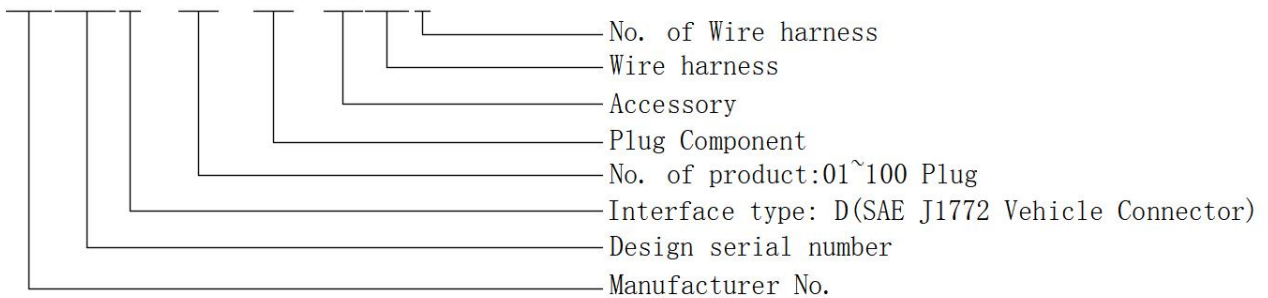 No. of Wire harness
Wire harness
Accessory
Plug Component
No. of product:01~100 Plug
Interface type: D(SAE J1772 Vehicle Connector)
Design serial number
Manufacturer No.